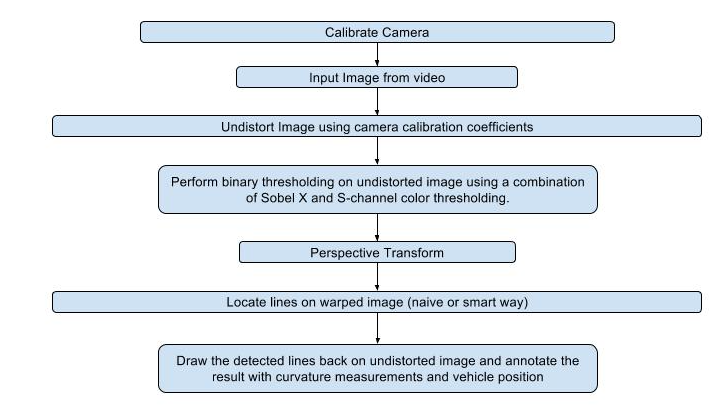 Calibrate Camera
Input Image from video
Undistort Image using camera calibration coefficients
Perform binary thresholding on undistorted image using a combination
of Sobel X and S-channel color thresholding.
Perspective Transform
Locate lines on warped image (naive or smart way)
Draw the detected lines back on undistorted image and annotate the
result with curvature measurements and vehicle position